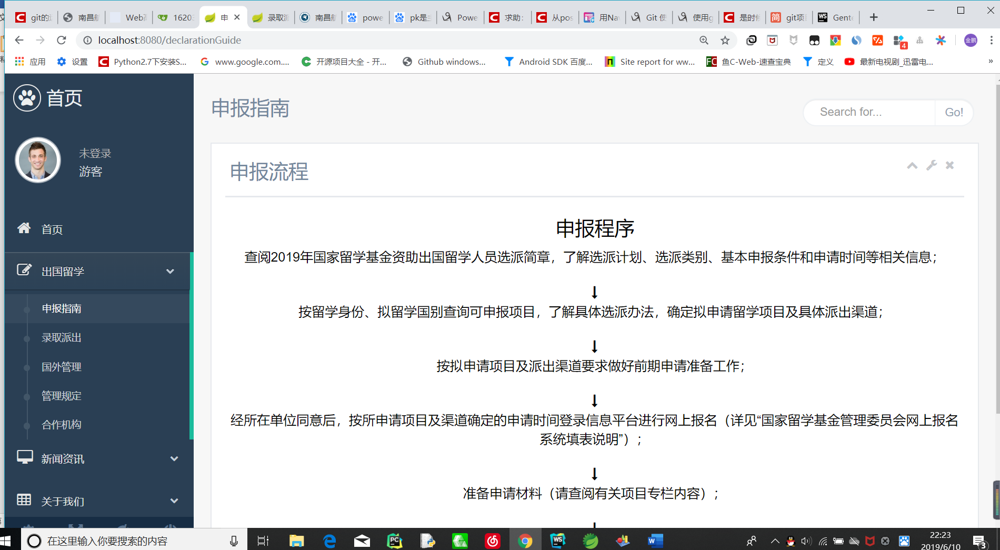 git的
南昌航
Web
1620
申
录取派
南昌航
powe
pk是
Powe
求助:
从pos
用Na
Git 使
使用g
是时
git项
Gent
localhost:8080/declarationGuide
金鹏
应用
设置
Python2.7下安装S...
www.google.com....
开源项目大全 - 开...
Github windows...
Android SDK 百度...
Site report for ww...
鱼C-Web-速查宝典
定义
最新电视剧_迅雷电...
»
4
首页
未登录
游客
首页
出国留学
申报指南
录取派出
国外管理
管理规定
合作机构
新闻资讯
关于我们
申报指南
Search for...
Go!
申报流程
申报程序
查阅2019年国家留学基金资助出国留学人员选派简章，了解选派计划、选派类别、基本申报条件和申请时间等相关信息；
↓
按留学身份、拟留学国别查询可申报项目，了解具体选派办法，确定拟申请留学项目及具体派出渠道；
↓
按拟申请项目及派出渠道要求做好前期申请准备工作；
↓
经所在单位同意后，按所申请项目及渠道确定的申请时间登录信息平台进行网上报名（详见“国家留学基金管理委员会网上报名
系统填表说明”）；
↓
准备申请材料（请查阅有关项目专栏内容）；
在这里输入你要搜索的内容
22:23
2019/6/10
3